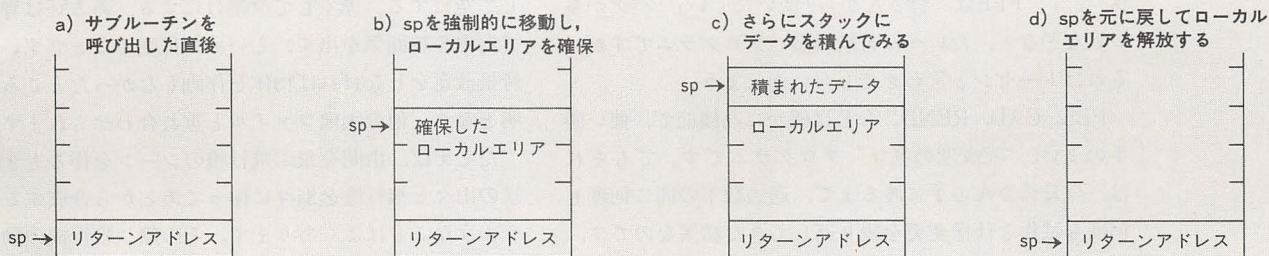 a）サブルーチンを
呼び出した直後
sp→
リターンアドレス
b）spを強制的に移動し，
ローカルエリアを確保
sp→
確保した
ローカルエリア
リターンアドレス
c）さらにスタックに
データを積んでみる
sp→
積まれたデータ
ローカルエリア
リターンアドレス
d）spを元に戻してローカル
エリアを解放する
sp→
リターンアドレス